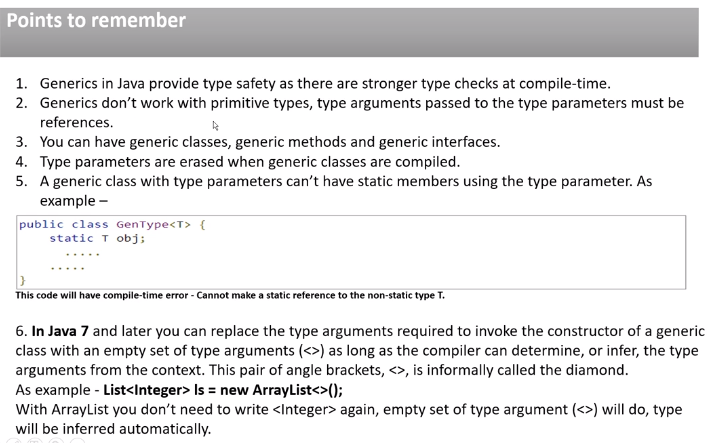 Points to remember
1. Generics in Java provide type safety as there are stronger type checks at compile-time.
2. Generics don't work with primitive types, type arguments passed to the type parameters must be
references.
3. You can have generic classes, generic methods and generic interfaces.
4. Type parameters are erased when generic classes are compiled.
5. A generic class with type parameters can't have static members using the type parameter. As
example –
public class GenType<T> {
static T obj;
.....
.....
}
This code will have compile-time error - Cannot make a static reference to the non-static type T.
6. In Java 7 and later you can replace the type arguments required to invoke the constructor of a generic
class with an empty set of type arguments (<>) as long as the compiler can determine, or infer, the type
arguments from the context. This pair of angle brackets, <>, is informally called the diamond.
As example - List<Integer> ls = new ArrayList<>();
With ArrayList you don't need to write <Integer> again, empty set of type argument (<>) will do, type
will be inferred automatically.